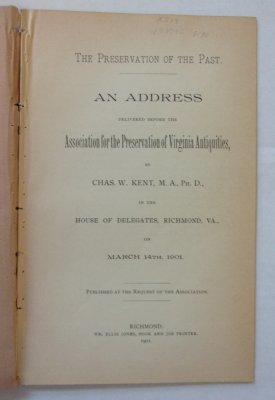 The Preservation of the Past.
AN ADDRESS
DELIVERED BEFORE THE
Association for the Preservation of Virginia Antiquities,
BY
CHAS. W. KENT, M. A., PH. D.,
IN THE
HOUSE OF DELEGATES, RICHMOND, VA.,
ON
MARCH 14TH, 1901.
Published at the Request of the Association.
RICHMOND:
WM. ELLIS JONES, BOOK AND JOB PRINTER.
1901.